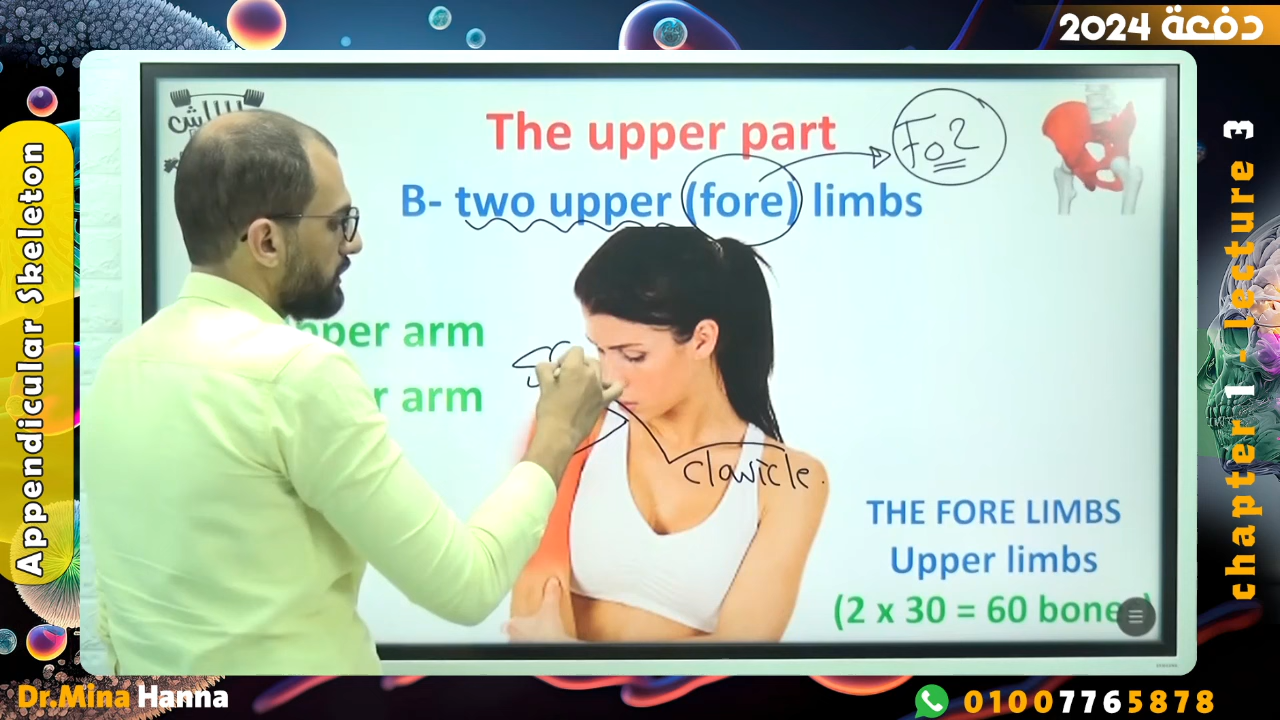 دفعة 2024
The upper part
Fo2
B- two upper (fore) limbs
upper arm
arm
clavicle
THE FORE LIMBS
Upper limbs
(2 x 30 = 60 bone
Appendicular Skeleton
chapter 1 - lecture 3
Dr.Mina Hanna
01007765878